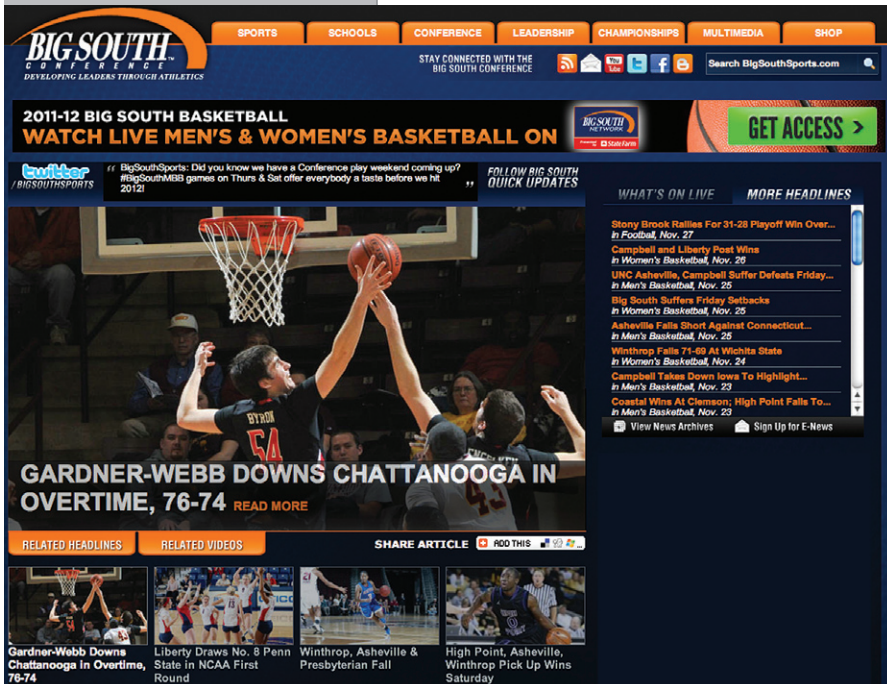 BIG SOUTH™
CONFERENCE
DEVELOPING LEADERS THROUGH ATHLETICS
SPORTS
SCHOOLS
CONFERENCE
LEADERSHIP
CHAMPIONSHIPS
MULTIMEDIA
SHOP
STAY CONNECTED WITH THE
BIG SOUTH CONFERENCE
You
Tube
Search BigSouthSports.com
2011-12 BIG SOUTH BASKETBALL
WATCH LIVE MEN'S & WOMEN'S BASKETBALL ON
BIG SOUTH
NETWORK
State Farm
GET ACCESS >
twitter
/BIGSOUTHSPORTS
“ BigSouthSports: Did you know we have a Conference play weekend coming up?
#BigSouthMBB games on Thurs & Sat offer everybody a taste before we hit
2012! ”
FOLLOW BIG SOUTH
QUICK UPDATES
WHAT'S ON LIVE
MORE HEADLINES
Stony Brook Rallies For 31-28 Playoff Win Over...
in Football, Nov. 27
Campbell and Liberty Post Wins
in Women's Basketball, Nov. 26
UNC Asheville, Campbell Suffer Defeats Friday...
in Men's Basketball, Nov. 25
Big South Suffers Friday Setbacks
in Women's Basketball, Nov. 25
Asheville Falls Short Against Connecticut...
in Men's Basketball, Nov. 25
Winthrop Falls 71-69 At Wichita State
in Women's Basketball, Nov. 24
Campbell Takes Down Iowa To Highlight...
in Men's Basketball, Nov. 23
Coastal Wins At Clemson; High Point Falls To...
in Men's Basketball, Nov. 23
View News Archives
Sign Up for E-News
BYRON
54
43
GARDNER-WEBB DOWNS CHATTANOOGA IN
OVERTIME, 76-74 READ MORE
RELATED HEADLINES
RELATED VIDEOS
SHARE ARTICLE
ADD THIS
Gardner-Webb Downs
Chattanooga In Overtime,
76-74
Liberty Draws No. 8 Penn
State in NCAA First
Round
Winthrop, Asheville &
Presbyterian Fall
High Point, Asheville,
Winthrop Pick Up Wins
Saturday